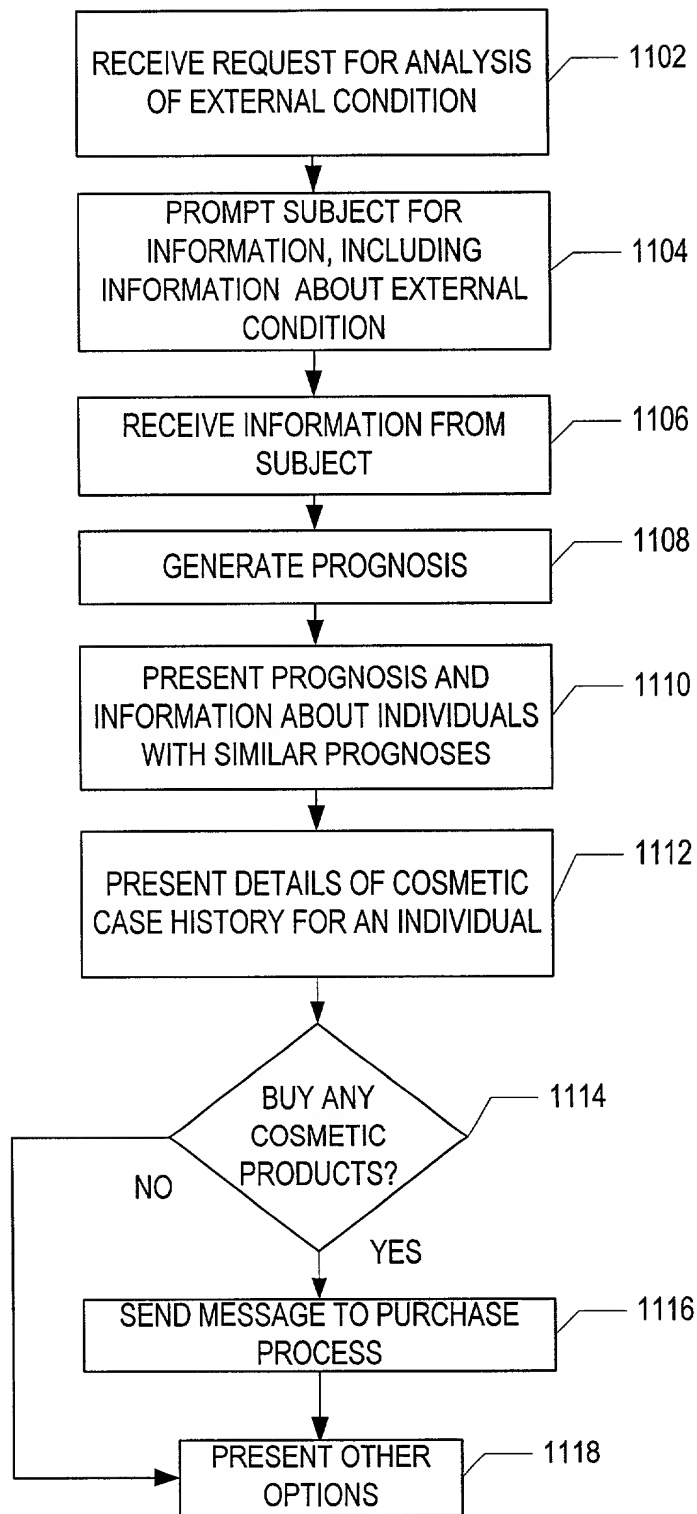 RECEIVE REQUEST FOR ANALYSIS
OF EXTERNAL CONDITION
1102
PROMPT SUBJECT FOR
INFORMATION, INCLUDING
INFORMATION ABOUT EXTERNAL
CONDITION
1104
RECEIVE INFORMATION FROM
SUBJECT
1106
GENERATE PROGNOSIS
1108
PRESENT PROGNOSIS AND
INFORMATION ABOUT INDIVIDUALS
WITH SIMILAR PROGNOSES
1110
PRESENT DETAILS OF COSMETIC
CASE HISTORY FOR AN INDIVIDUAL
1112
BUY ANY
COSMETIC
PRODUCTS?
1114
NO
YES
SEND MESSAGE TO PURCHASE
PROCESS
1116
PRESENT OTHER
OPTIONS
1118